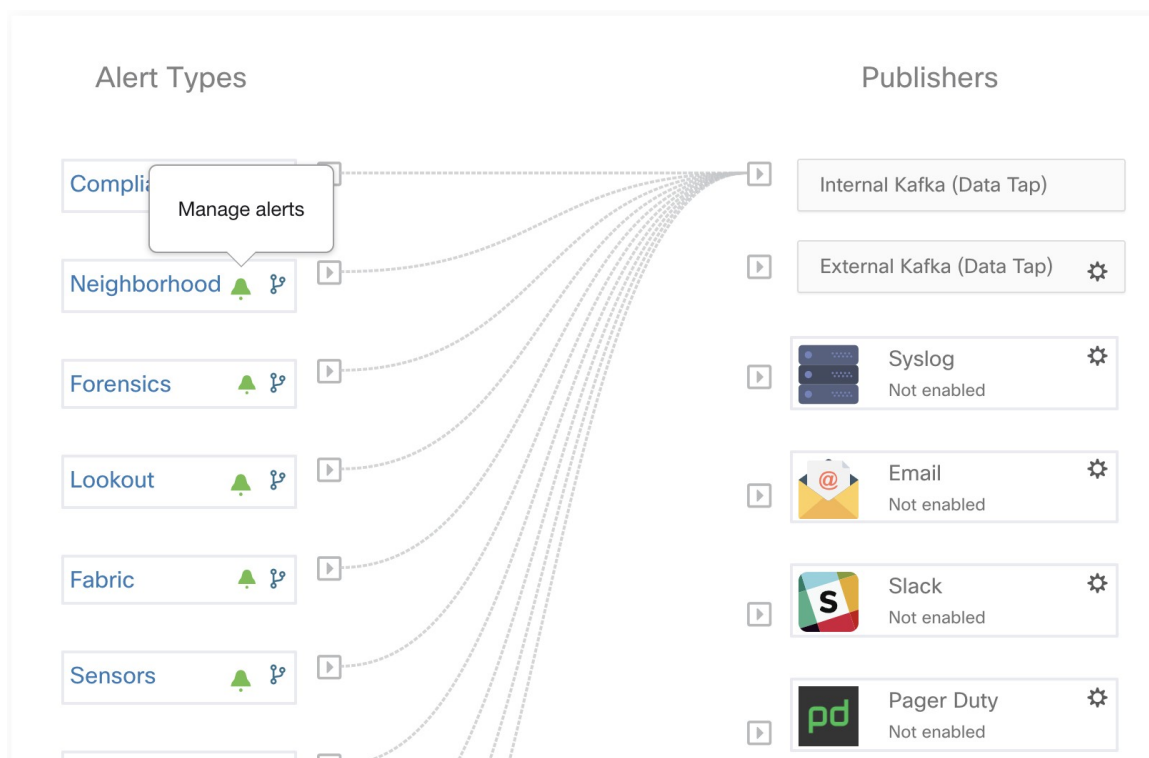 Alert Types
Publishers
Manage alerts
Neighborhood
Forensics
Lookout
Fabric
Sensors
Internal Kafka (Data Tap)
External Kafka (Data Tap)
Syslog
Not enabled
@
Email
Not enabled
S
Slack
Not enabled
pd
Pager Duty
Not enabled